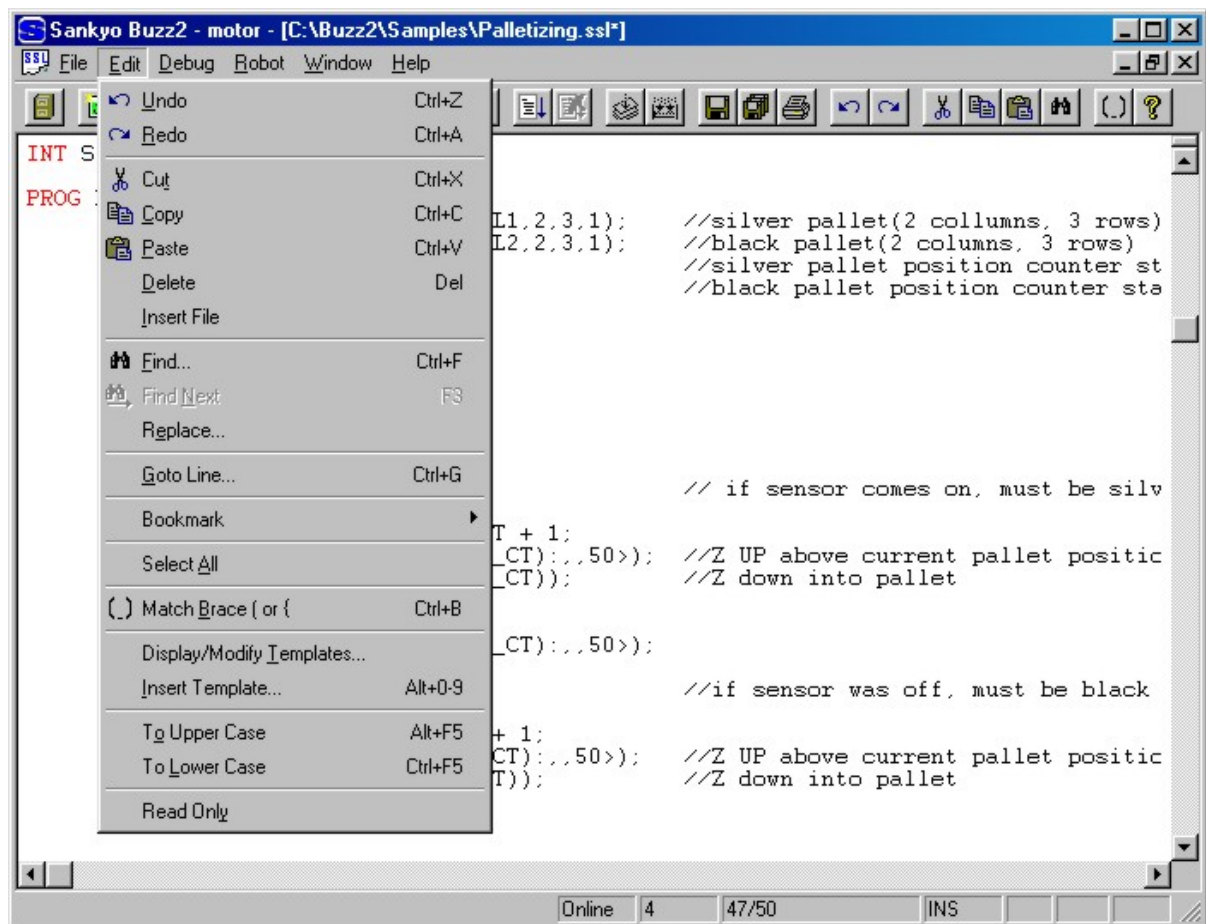 Sankyo Buzz2 - motor - [C:\Buzz2\Samples\Palletizing.ssl*]
SSL File Edit Debug Robot Window Help
Undo Ctrl+Z
Redo Ctrl+A
Cut Ctrl+X
Copy Ctrl+C
Paste Ctrl+V
Delete Del
Insert File
Find... Ctrl+F
Find Next F3
Replace...
Goto Line... Ctrl+G
Bookmark
Select All
(_) Match Brace ( or { Ctrl+B
Display/Modify Templates...
Insert Template... Alt+0-9
To Upper Case Alt+F5
To Lower Case Ctrl+F5
Read Only
INT S
PROG
L1,2,3,1); //silver pallet(2 collumns, 3 rows)
L2,2,3,1); //black pallet(2 columns, 3 rows)
//silver pallet position counter st
//black pallet position counter sta
// if sensor comes on, must be silv
T + 1;
_CT):,,50>); //Z UP above current pallet positic
_CT)); //Z down into pallet
_CT):,,50>);
//if sensor was off, must be black
+ 1;
CT):,,50>); //Z UP above current pallet positic
T)); //Z down into pallet
Online 4 47/50 INS